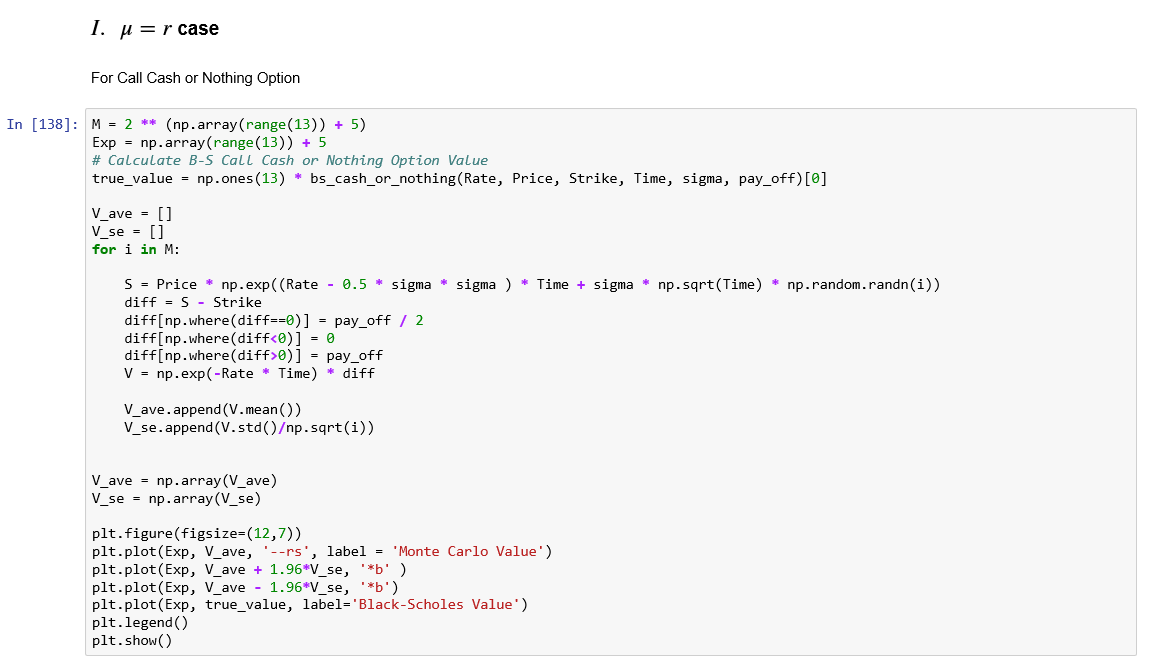 I. μ = r case
For Call Cash or Nothing Option
In [138]: M = 2 ** (np.array(range(13)) + 5)
Exp = np.array(range(13)) + 5
# Calculate B-S Call Cash or Nothing Option Value
true_value = np.ones(13) * bs_cash_or_nothing(Rate, Price, Strike, Time, sigma, pay_off)[0]

V_ave = []
V_se = []
for i in M:

    S = Price * np.exp((Rate - 0.5 * sigma * sigma ) * Time + sigma * np.sqrt(Time) * np.random.randn(i))
    diff = S - Strike
    diff[np.where(diff==0)] = pay_off / 2
    diff[np.where(diff<0)] = 0
    diff[np.where(diff>0)] = pay_off
    V = np.exp(-Rate * Time) * diff

    V_ave.append(V.mean())
    V_se.append(V.std()/np.sqrt(i))


V_ave = np.array(V_ave)
V_se = np.array(V_se)

plt.figure(figsize=(12,7))
plt.plot(Exp, V_ave, '--rs', label = 'Monte Carlo Value')
plt.plot(Exp, V_ave + 1.96*V_se, '*b' )
plt.plot(Exp, V_ave - 1.96*V_se, '*b')
plt.plot(Exp, true_value, label='Black-Scholes Value')
plt.legend()
plt.show()